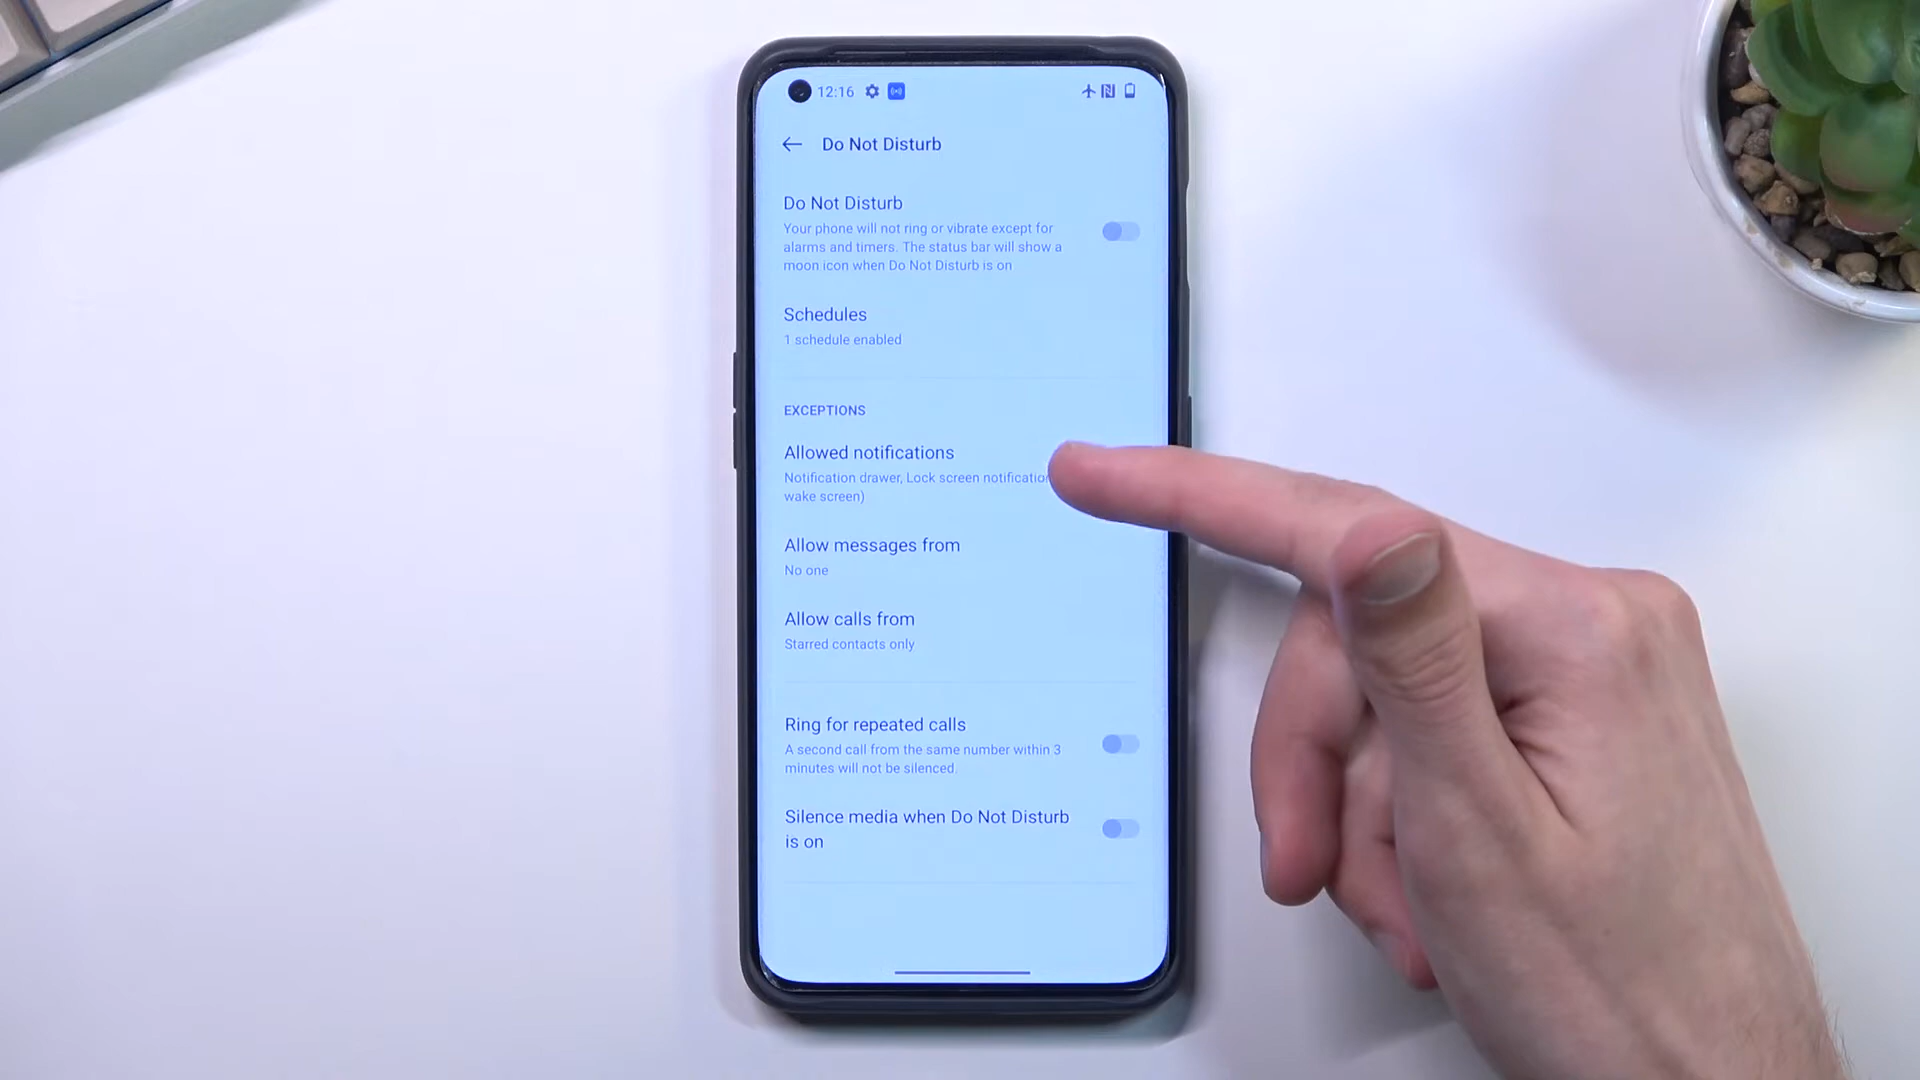 12:16
Do Not Disturb
Do Not Disturb
Your phone will not ring or vibrate except for
alarms and timers. The status bar will show a
moon icon when Do Not Disturb is on
Schedules
1 schedule enabled
EXCEPTIONS
Allowed notifications
Notification drawer, Lock screen
wake screen)
Allow messages from
No one
Allow calls from
Starred contacts only
Ring for repeated calls
A second call from the same number within 3
minutes will not be silenced.
Silence media when Do Not Disturb
is on